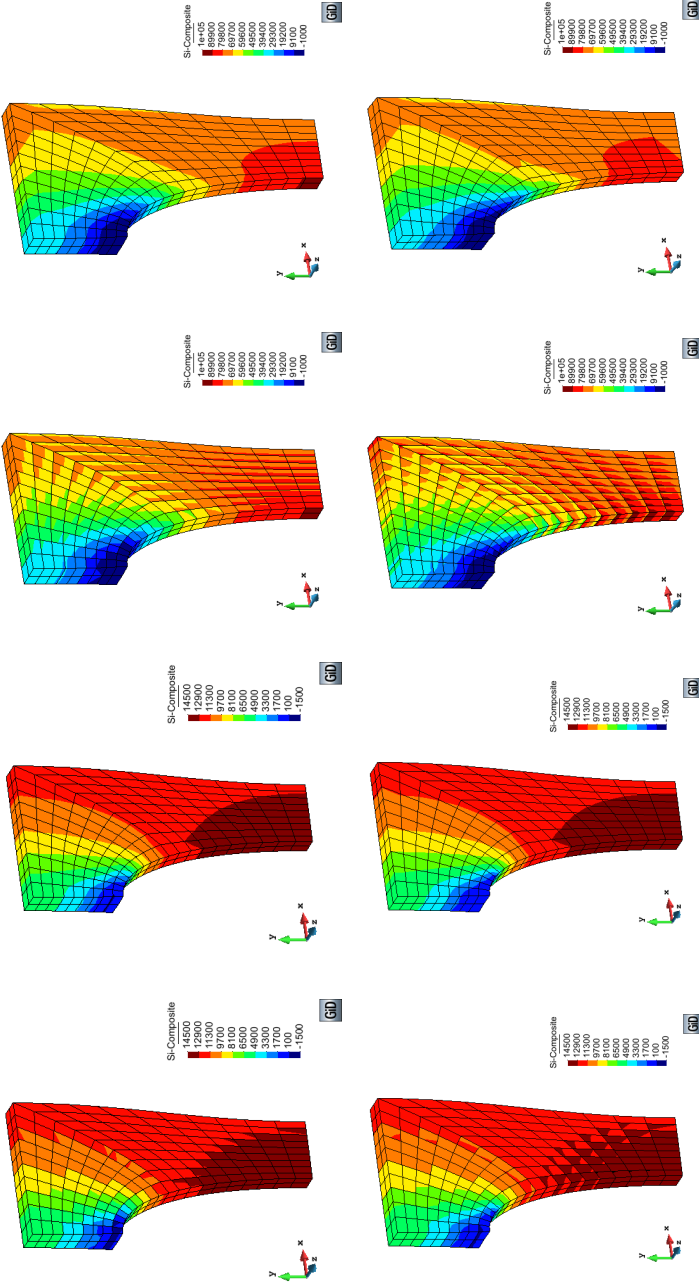 Si-Composite
1e+05
89900
79800
69700
59600
49500
39400
29300
19200
9100
-1000
y
x
z
GiD
Si-Composite
1e+05
89900
79800
69700
59600
49500
39400
29300
19200
9100
-1000
y
x
z
GiD
Si-Composite
1e+05
89900
79800
69700
59600
49500
39400
29300
19200
9100
-1000
y
x
z
GiD
Si-Composite
1e+05
89900
79800
69700
59600
49500
39400
29300
19200
9100
-1000
y
x
z
GiD
Si-Composite
14500
12900
11300
9700
8100
6500
4900
3300
1700
100
-1500
y
x
z
GiD
Si-Composite
14500
12900
11300
9700
8100
6500
4900
3300
1700
100
-1500
y
x
z
GiD
Si-Composite
14500
12900
11300
9700
8100
6500
4900
3300
1700
100
-1500
y
x
z
GiD
Si-Composite
14500
12900
11300
9700
8100
6500
4900
3300
1700
100
-1500
y
x
z
GiD